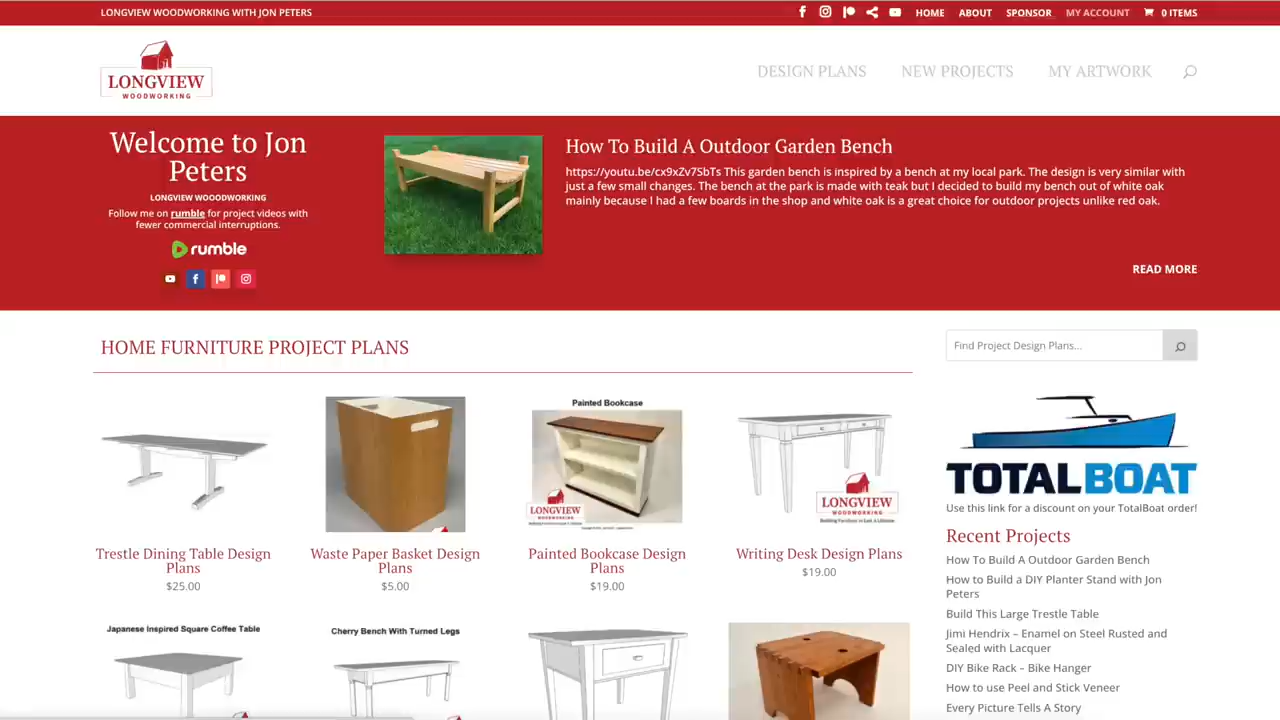 LONGVIEW WOODWORKING WITH JON PETERS
HOME ABOUT SPONSOR MY ACCOUNT 0 ITEMS
LONGVIEW
WOODWORKING
DESIGN PLANS NEW PROJECTS MY ARTWORK
Welcome to Jon
Peters
LONGVIEW WOOODWORKING
Follow me on rumble for project videos with
fewer commercial interruptions.
rumble
How To Build A Outdoor Garden Bench
https://youtu.be/cx9xZv7SbTs This garden bench is inspired by a bench at my local park. The design is very similar with
just a few small changes. The bench at the park is made with teak but I decided to build my bench out of white oak
mainly because I had a few boards in the shop and white oak is a great choice for outdoor projects unlike red oak.
READ MORE
HOME FURNITURE PROJECT PLANS
Painted Bookcase
LONGVIEW
WOODWORKING
LONGVIEW
WOODWORKING
Building Furniture to Last A Lifetime
Trestle Dining Table Design
Plans
$25.00
Waste Paper Basket Design
Plans
$5.00
Painted Bookcase Design
Plans
$19.00
Writing Desk Design Plans
$19.00
Japanese Inspired Square Coffee Table
Cherry Bench With Turned Legs
Find Project Design Plans...
TOTALBOAT
Use this link for a discount on your TotalBoat order!
Recent Projects
How To Build A Outdoor Garden Bench
How to Build a DIY Planter Stand with Jon
Peters
Build This Large Trestle Table
Jimi Hendrix – Enamel on Steel Rusted and
Sealed with Lacquer
DIY Bike Rack – Bike Hanger
How to use Peel and Stick Veneer
Every Picture Tells A Story